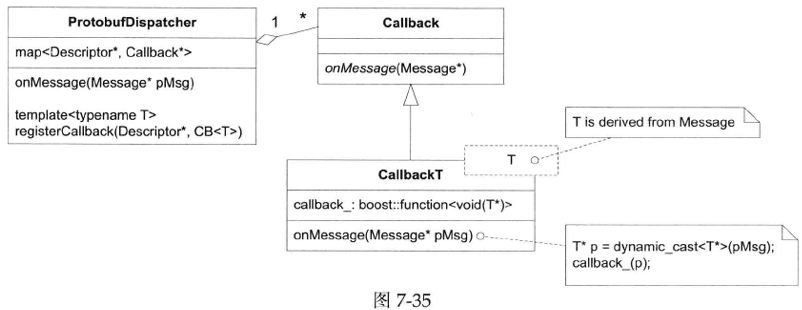 ProtobufDispatcher
map<Descriptor*, Callback*>
onMessage(Message* pMsg)
template<typename T>
registerCallback(Descriptor*, CB<T>)
1
*
Callback
onMessage(Message*)
T is derived from Message
T
CallbackT
callback_: boost::function<void(T*)>
onMessage(Message* pMsg)
T* p = dynamic_cast<T*>(pMsg);
callback_(p);
图 7-35